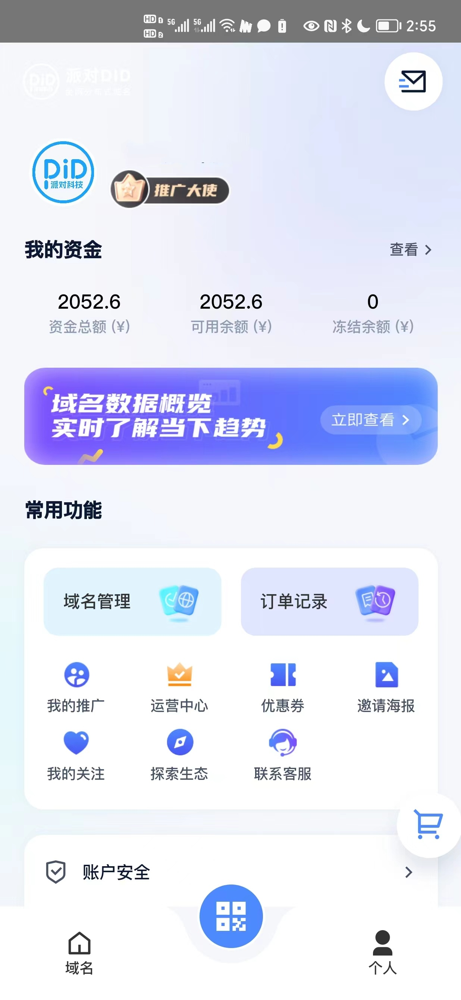 HD 1
HD 2
5G
5G
2:55
DiD
派对DID
DiD
派对科技
推广大使
我的资金
查看
2052.6
2052.6
0
资金总额 (¥)
可用余额 (¥)
冻结余额 (¥)
域名数据概览
实时了解当下趋势
立即查看
常用功能
域名管理
订单记录
我的推广
运营中心
优惠券
邀请海报
我的关注
探索生态
联系客服
账户安全
域名
个人